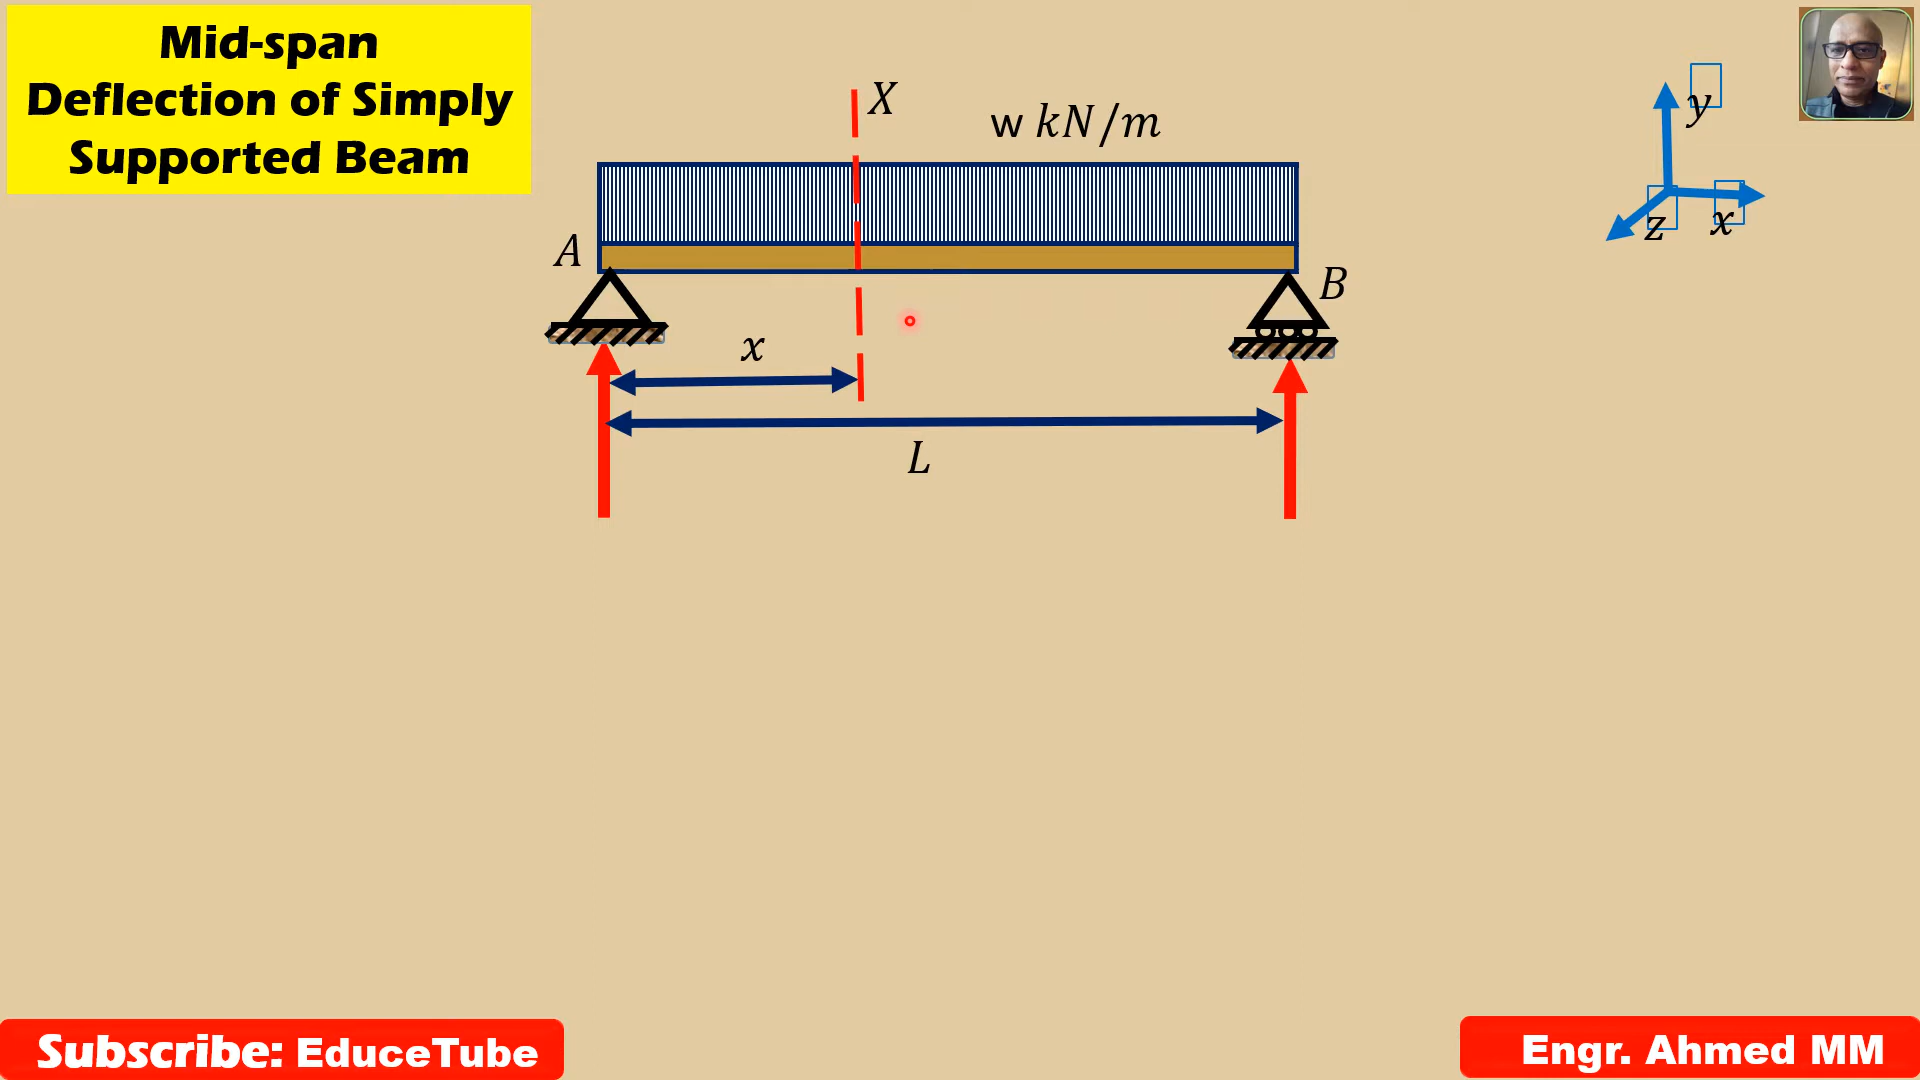 Mid-span
Deflection of Simply
Supported Beam
X
w kN/m
y
z
x
A
B
x
L
Subscribe: EduceTube
Engr. Ahmed MM